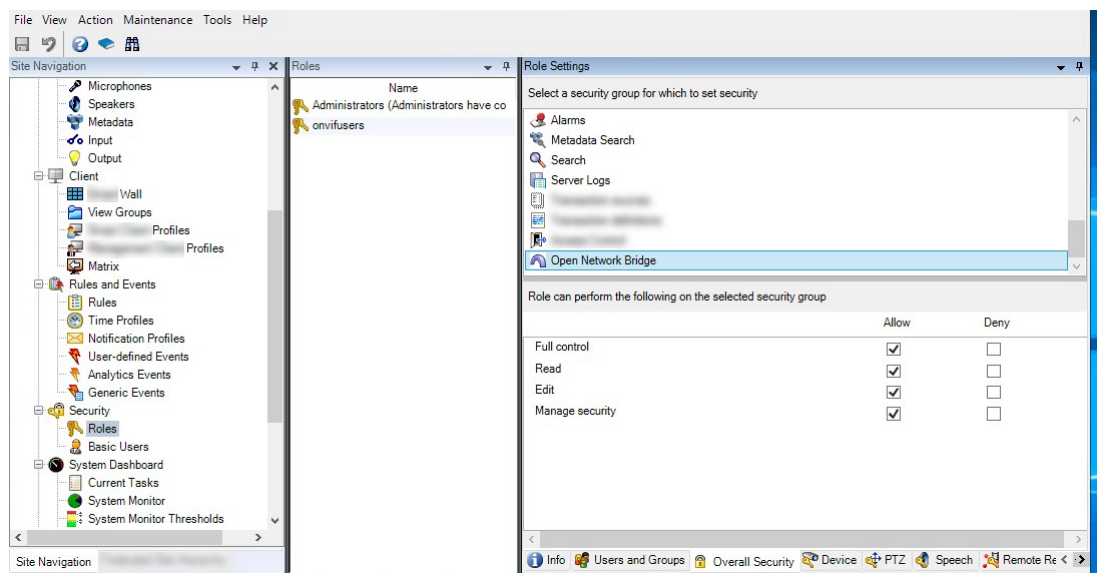 File View Action Maintenance Tools Help
Site Navigation
Microphones
Speakers
Metadata
Input
Output
Client
Wall
View Groups
Profiles
Profiles
Matrix
Rules and Events
Rules
Time Profiles
Notification Profiles
User-defined Events
Analytics Events
Generic Events
Security
Roles
Basic Users
System Dashboard
Current Tasks
System Monitor
System Monitor Thresholds
Site Navigation
Roles
Name
Administrators (Administrators have co
onvifusers
Role Settings
Select a security group for which to set security
Alarms
Metadata Search
Search
Server Logs
Open Network Bridge
Role can perform the following on the selected security group
Allow Deny
Full control
Read
Edit
Manage security
Info Users and Groups Overall Security Device PTZ Speech Remote Re